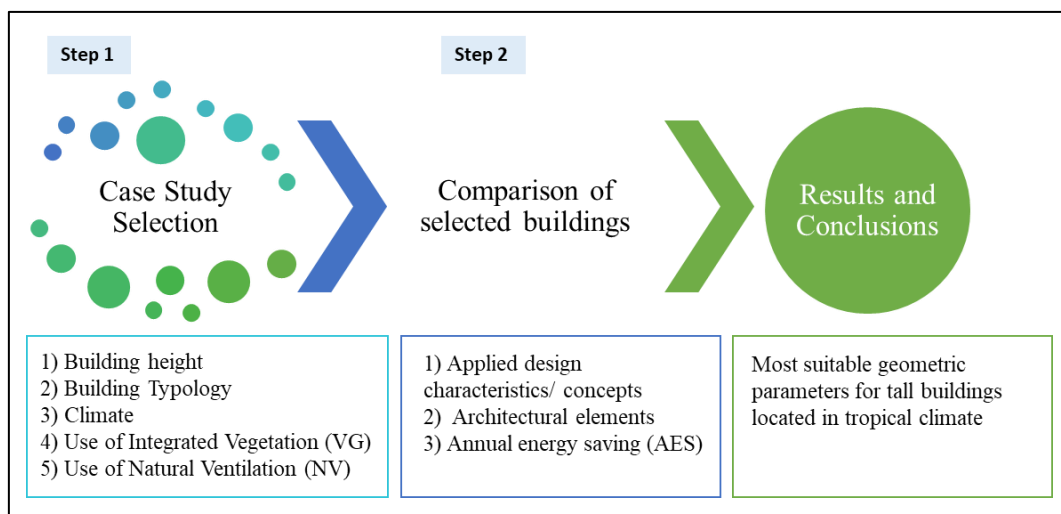 Step 1
Case Study
Selection
1) Building height
2) Building Typology
3) Climate
4) Use of Integrated Vegetation (VG)
5) Use of Natural Ventilation (NV)
Step 2
Comparison of
selected buildings
1) Applied design
characteristics/ concepts
2) Architectural elements
3) Annual energy saving (AES)
Results and
Conclusions
Most suitable geometric
parameters for tall buildings
located in tropical climate